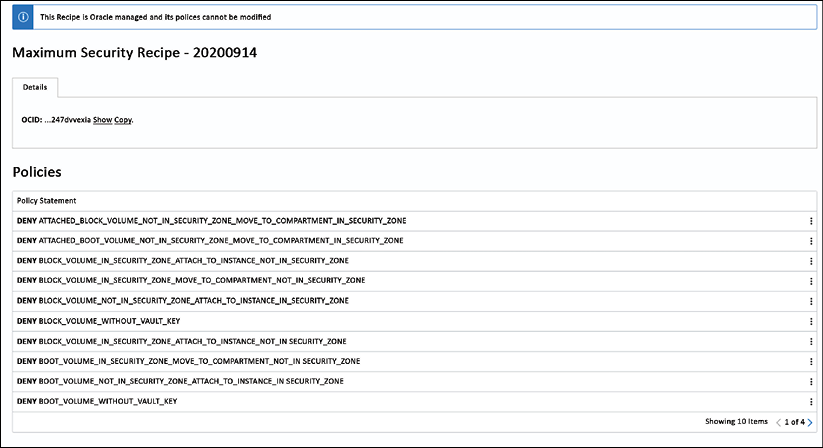 This Recipe is Oracle managed and its polices cannot be modified
Maximum Security Recipe - 20200914
Details
OCID: ...247dvvexia Show Copy.
Policies
Policy Statement
DENY ATTACHED_BLOCK_VOLUME_NOT_IN_SECURITY_ZONE_MOVE_TO_COMPARTMENT_IN_SECURITY_ZONE
DENY ATTACHED_BOOT_VOLUME_NOT_IN_SECURITY_ZONE_MOVE_TO_COMPARTMENT_IN_SECURITY_ZONE
DENY BLOCK_VOLUME_IN_SECURITY_ZONE_ATTACH_TO_INSTANCE_NOT_IN_SECURITY_ZONE
DENY BLOCK_VOLUME_IN_SECURITY_ZONE_MOVE_TO_COMPARTMENT_NOT_IN_SECURITY_ZONE
DENY BLOCK_VOLUME_NOT_IN_SECURITY_ZONE_ATTACH_TO_INSTANCE_IN_SECURITY_ZONE
DENY BLOCK_VOLUME_WITHOUT_VAULT_KEY
DENY BLOCK_VOLUME_IN_SECURITY_ZONE_ATTACH_TO_INSTANCE_NOT_IN SECURITY_ZONE
DENY BOOT_VOLUME_IN_SECURITY_ZONE_MOVE_TO_COMPARTMENT_NOT_IN SECURITY_ZONE
DENY BOOT_VOLUME_NOT_IN_SECURITY_ZONE_ATTACH_TO_INSTANCE_IN SECURITY_ZONE
DENY BOOT_VOLUME_WITHOUT_VAULT_KEY
Showing 10 Items < 1 of 4 >